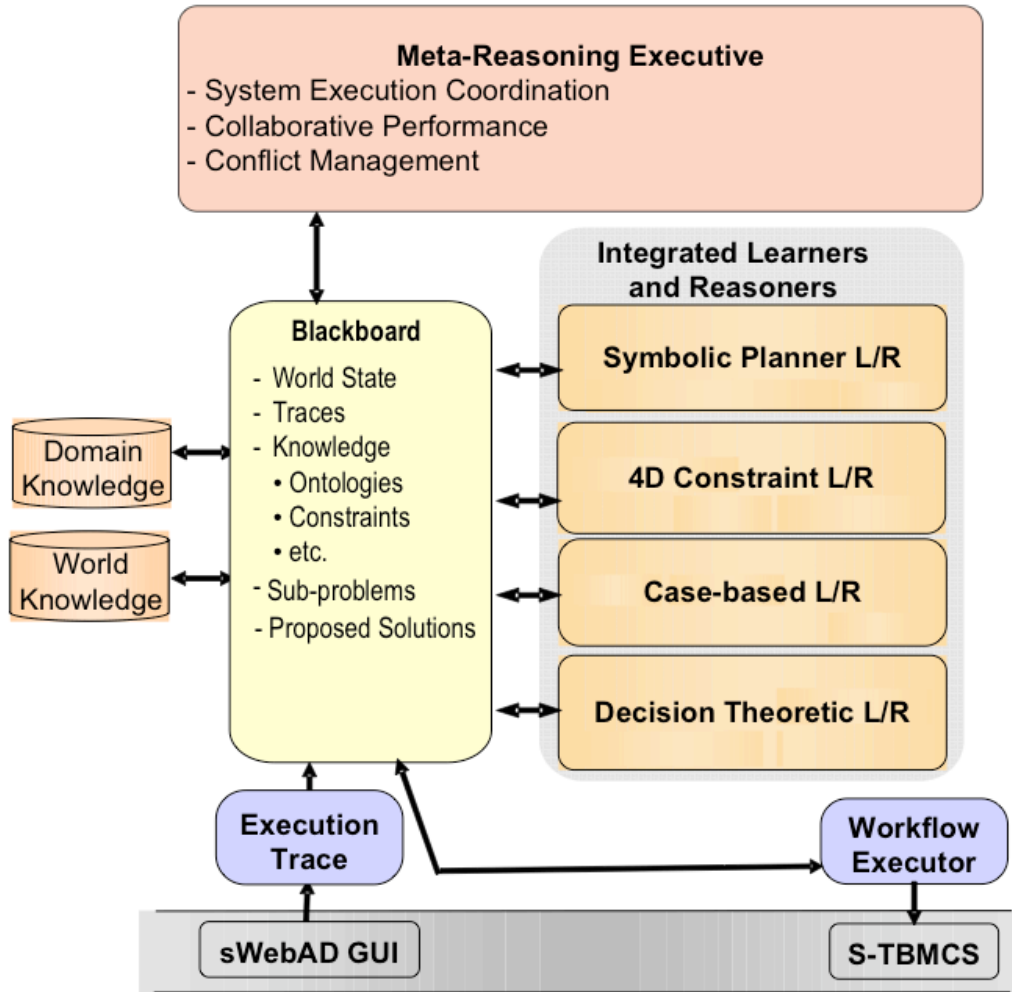 Meta-Reasoning Executive
- System Execution Coordination
- Collaborative Performance
- Conflict Management
Integrated Learners
and Reasoners
Blackboard
- World State
- Traces
- Knowledge
• Ontologies
• Constraints
• etc.
- Sub-problems
- Proposed Solutions
Symbolic Planner L/R
4D Constraint L/R
Case-based L/R
Decision Theoretic L/R
Domain
Knowledge
World
Knowledge
Execution
Trace
Workflow
Executor
sWebAD GUI
S-TBMCS